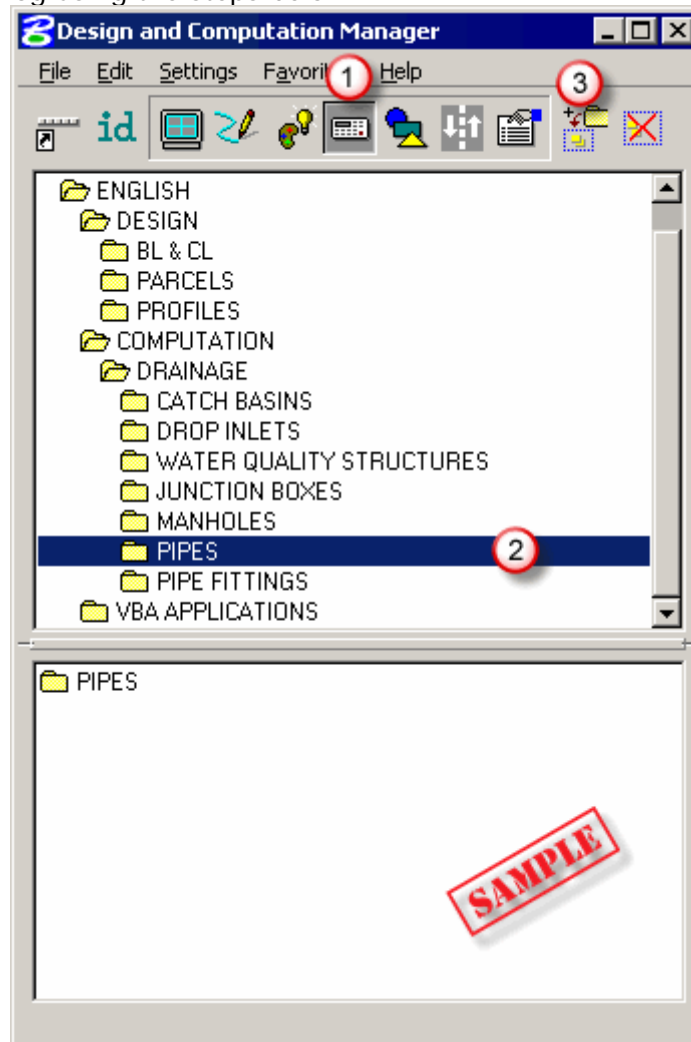 Design and Computation Manager
File Edit Settings Help
1
3
id
ENGLISH
DESIGN
BL & CL
PARCELS
PROFILES
COMPUTATION
DRAINAGE
CATCH BASINS
DROP INLETS
WATER QUALITY STRUCTURES
JUNCTION BOXES
MANHOLES
PIPES
2
PIPE FITTINGS
VBA APPLICATIONS
PIPES
SAMPLE